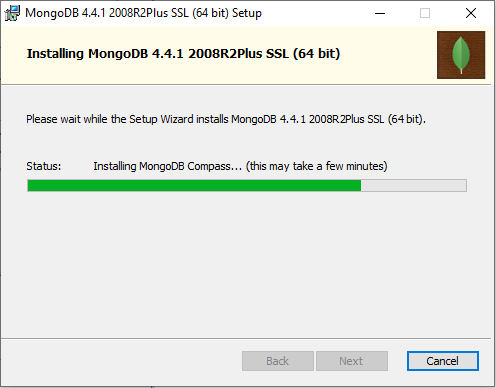 MongoDB 4.4.1 2008R2Plus SSL (64 bit) Setup
Installing MongoDB 4.4.1 2008R2Plus SSL (64 bit)
Please wait while the Setup Wizard installs MongoDB 4.4.1 2008R2Plus SSL (64 bit).
Status: Installing MongoDB Compass... (this may take a few minutes)
Back Next Cancel